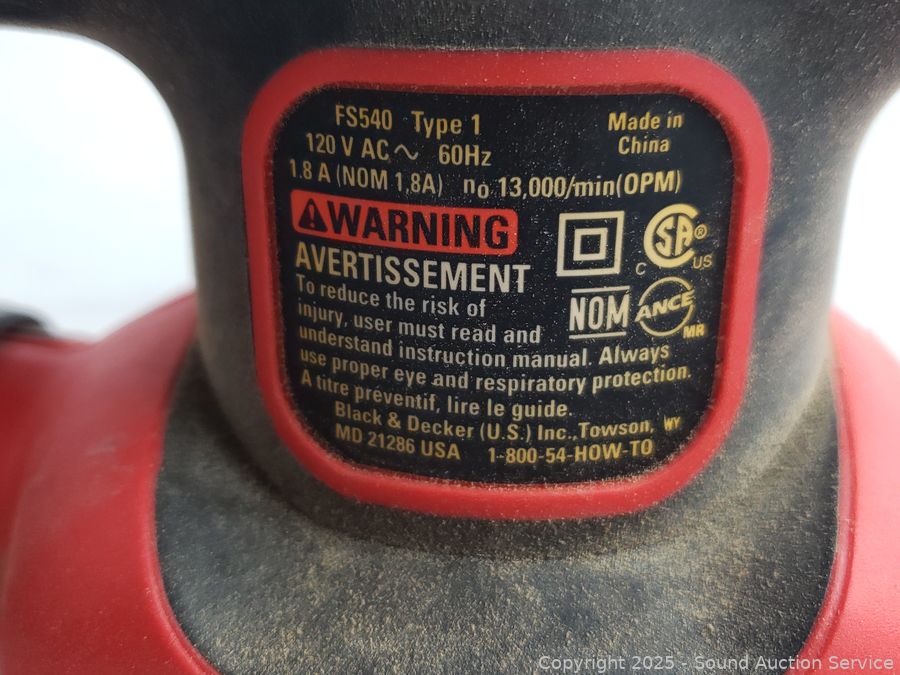 FS540 Type 1
Made in
China
120 V AC ~ 60Hz
1.8 A (NOM 1,8A) no 13,000/min(OPM)
⚠WARNING
AVERTISSEMENT
To reduce the risk of
injury, user must read and
understand instruction manual. Always
use proper eye and respiratory protection.
A titre préventif, lire le guide.
Black & Decker (U.S.) Inc., Towson, WY
MD 21286 USA 1-800-54-HOW-TO
C SA ® US
NOM ANCE MR
Copyright 2025 - Sound Auction Service